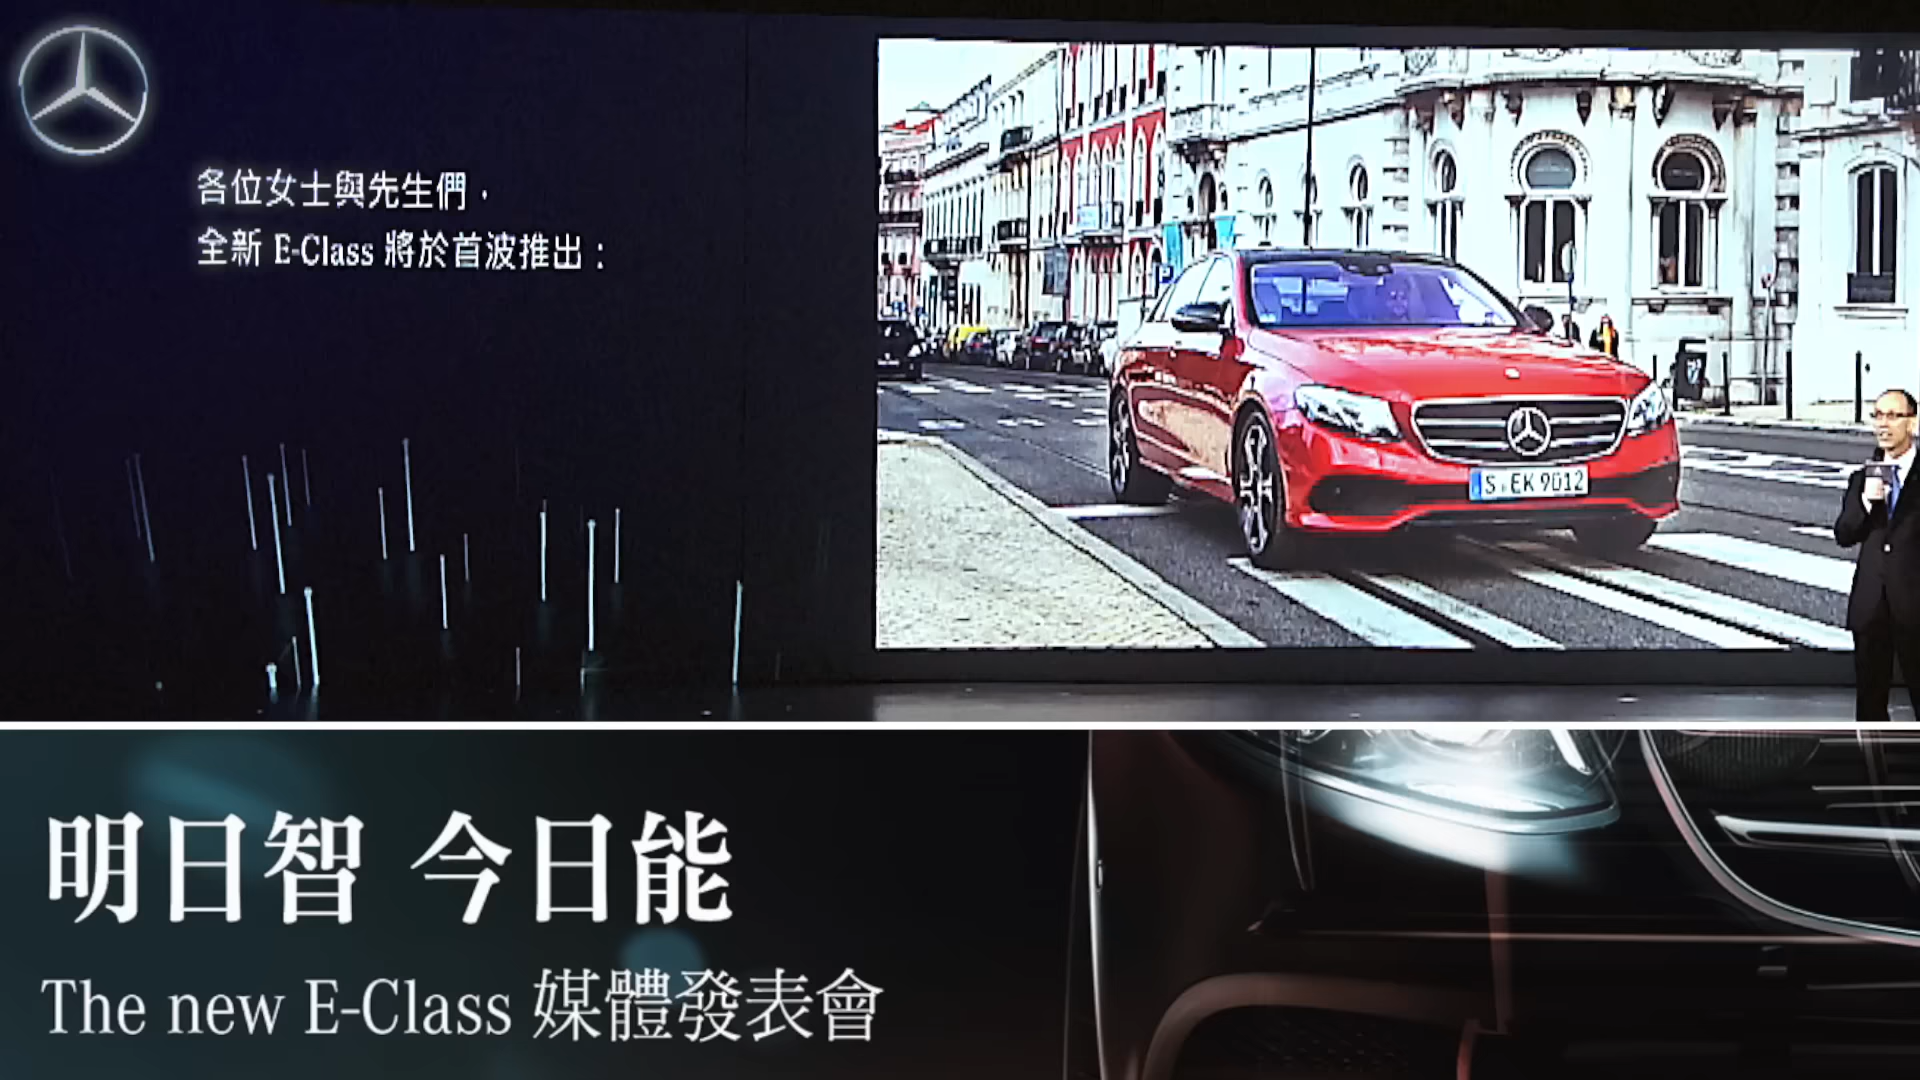 各位女士與先生們，
全新 E-Class 將於首波推出：
P
S EK 9012
明日智 今日能
The new E-Class 媒體發表會